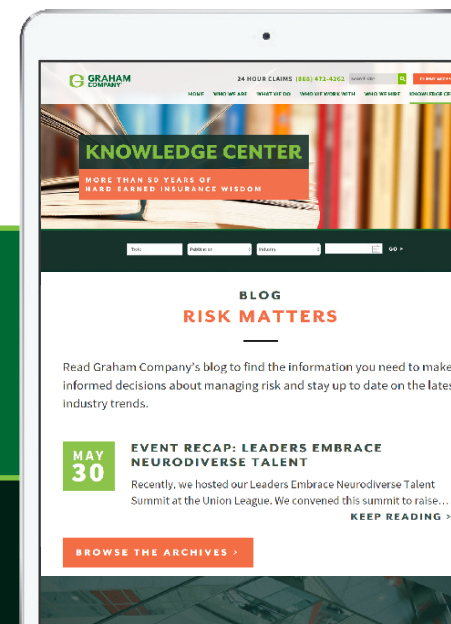 GRAHAM
COMPANY
24 HOUR CLAIMS (888) 472-4262
HOME WHO WE ARE WHAT WE DO WHO WE WORK WITH WHO WE HIRE KNOWLEDGE CE
KNOWLEDGE CENTER
MORE THAN 50 YEARS OF
HARD-EARNED INSURANCE WISDOM
Publication Industry GO >
BLOG
RISK MATTERS
Read Graham Company's blog to find the information you need to make
informed decisions about managing risk and stay up to date on the lates
industry trends.
MAY
30
EVENT RECAP: LEADERS EMBRACE
NEURODIVERSE TALENT
Recently, we hosted our Leaders Embrace Neurodiverse Talent
Summit at the Union League. We convened this summit to raise...
KEEP READING >
BROWSE THE ARCHIVES >